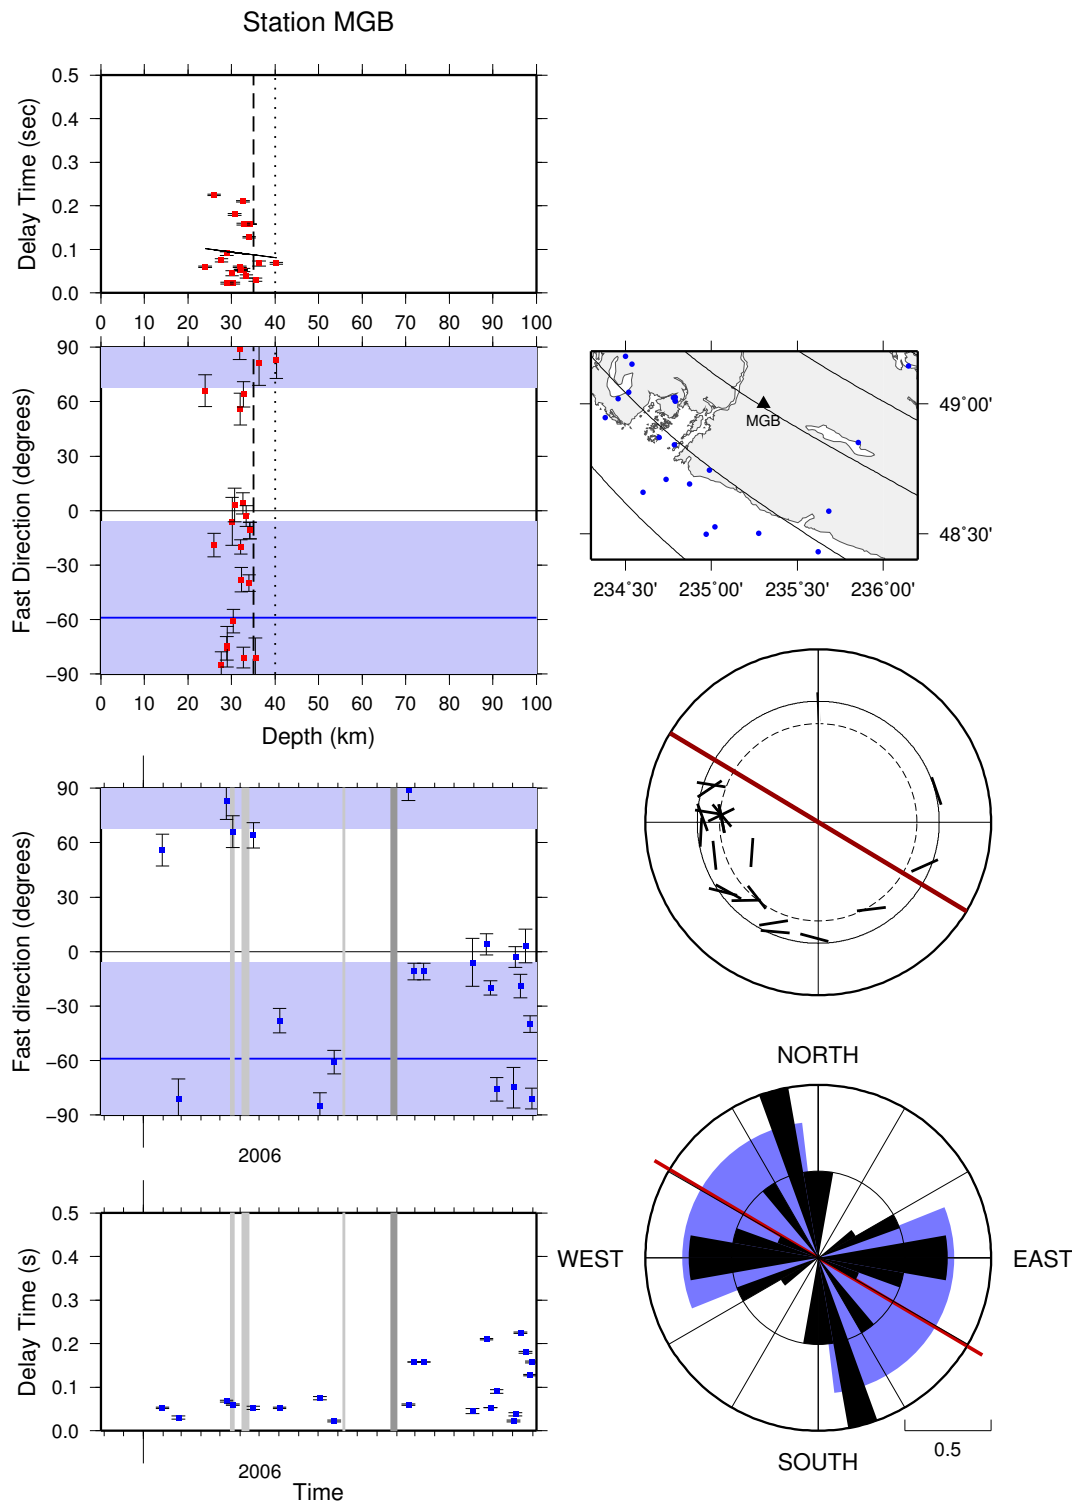 Station MGB
0.5
0.4
0.3
0.2
0.1
0.0
Delay Time (sec)
0 10 20 30 40 50 60 70 80 90 100
90
60
30
0
−30
−60
−90
Fast Direction (degrees)
0 10 20 30 40 50 60 70 80 90 100
Depth (km)
MGB
49˚00'
48˚30'
234˚30' 235˚00' 235˚30' 236˚00'
90
60
30
0
−30
−60
−90
Fast direction (degrees)
2006
0.5
0.4
0.3
0.2
0.1
0.0
Delay Time (s)
2006
Time
NORTH
WEST
EAST
SOUTH
0.5